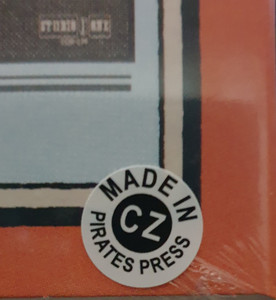 STUDIO ONE
MADE IN
CZ
PIRATES PRESS